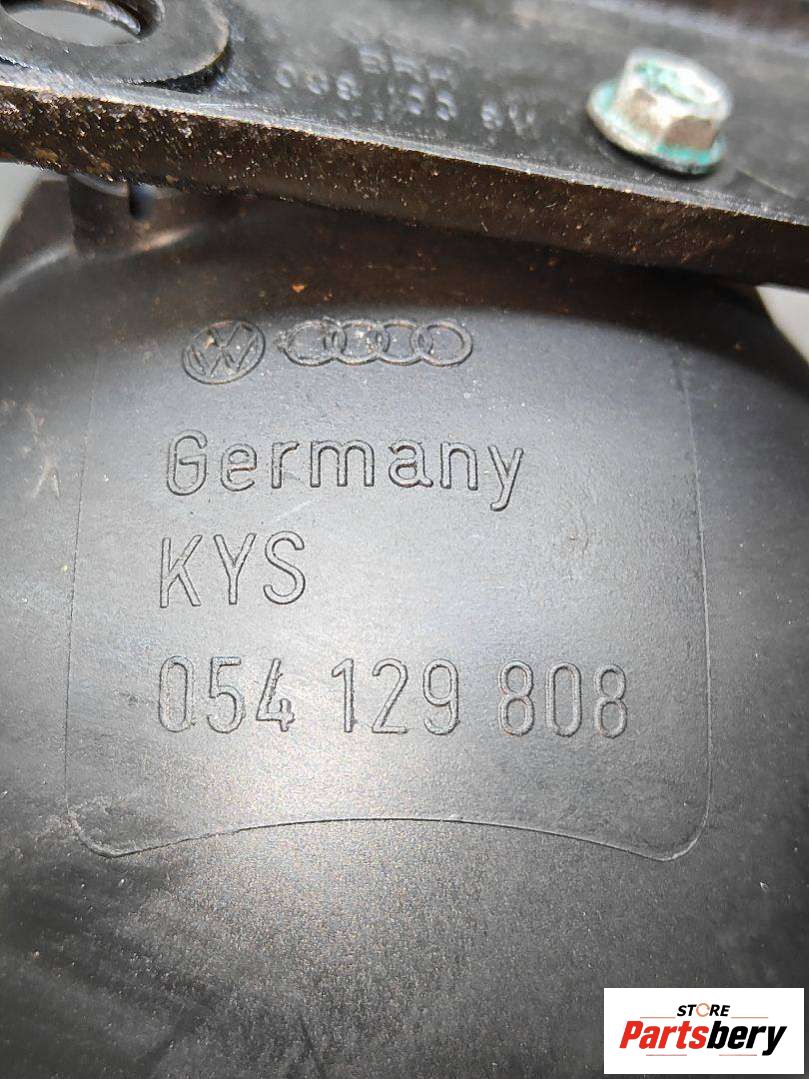 Germany
KYS
054 129 808
STORE
Partsbery